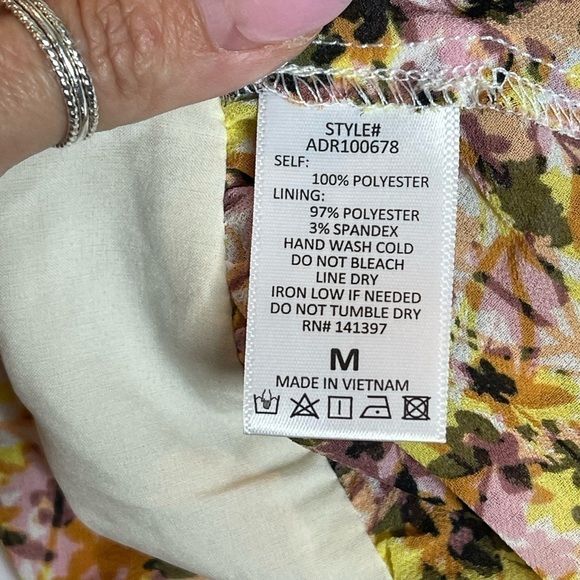 STYLE#
ADR100678
SELF:
100% POLYESTER
LINING:
97% POLYESTER
3% SPANDEX
HAND WASH COLD
DO NOT BLEACH
LINE DRY
IRON LOW IF NEEDED
DO NOT TUMBLE DRY
RN# 141397
M
MADE IN VIETNAM